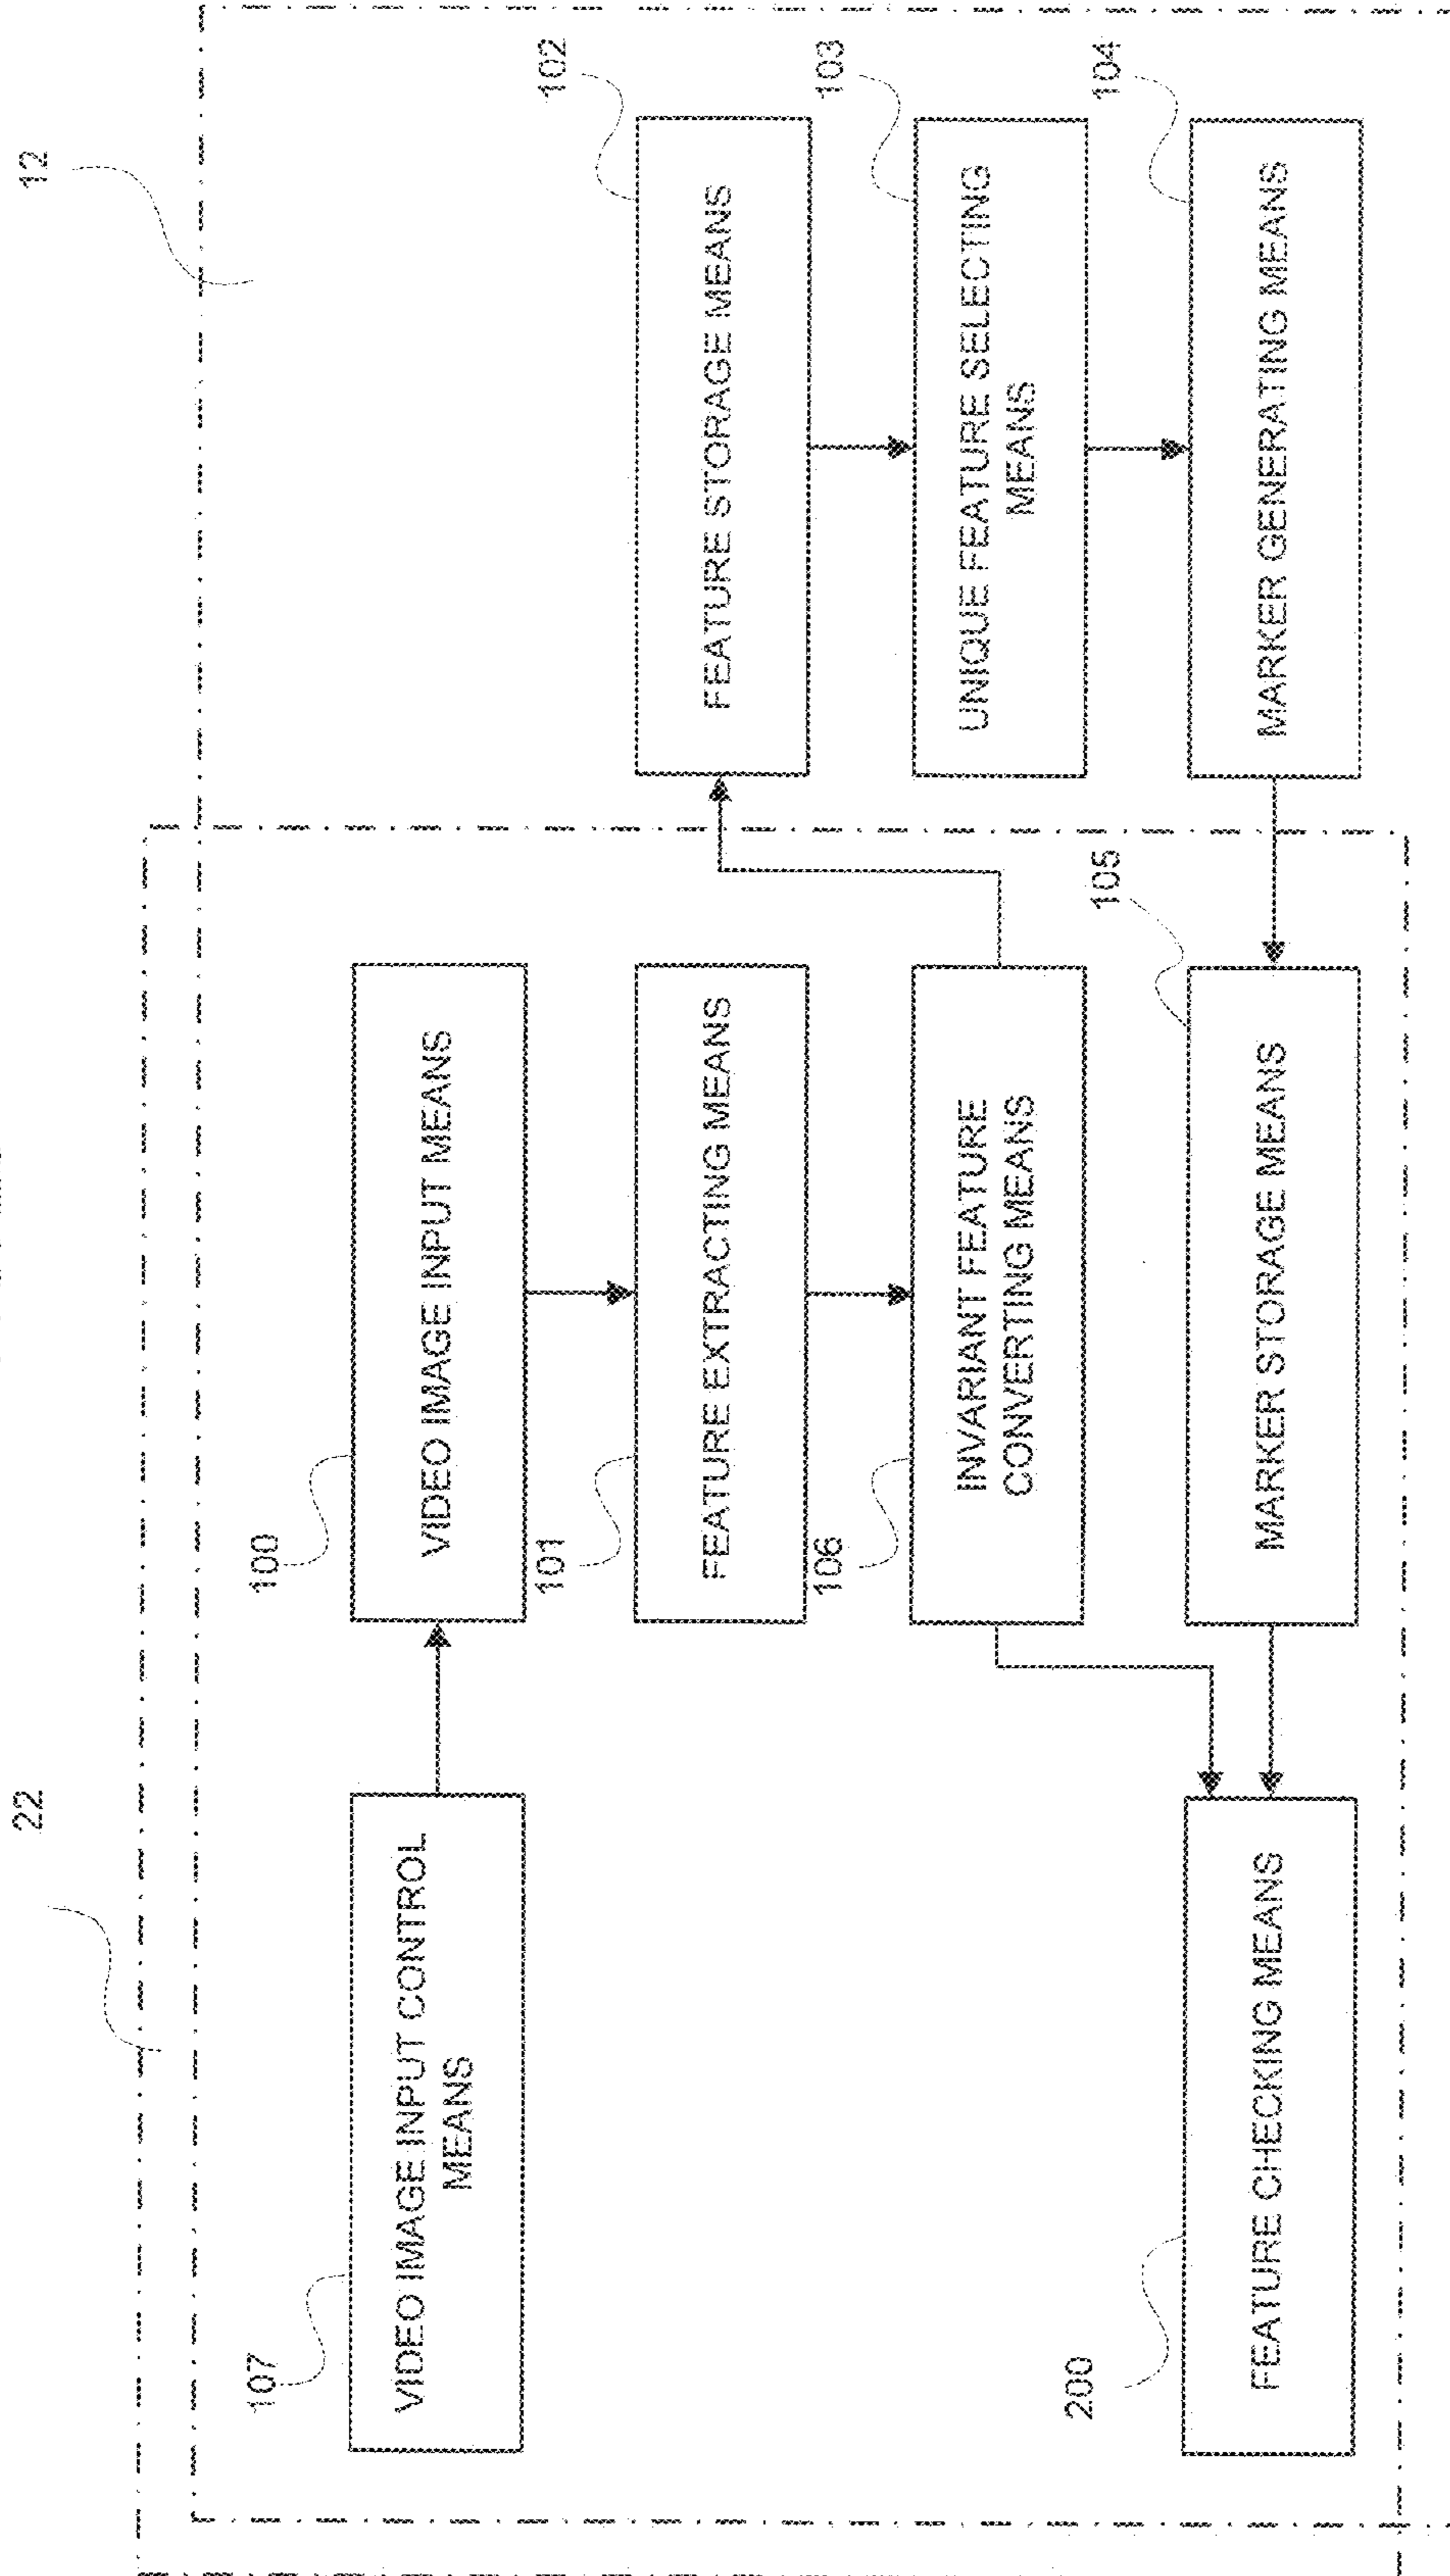 22
12
107
VIDEO IMAGE INPUT CONTROL
MEANS
100
VIDEO IMAGE INPUT MEANS
101
FEATURE EXTRACTING MEANS
102
FEATURE STORAGE MEANS
106
INVARIANT FEATURE
CONVERTING MEANS
103
UNIQUE FEATURE SELECTING
MEANS
200
FEATURE CHECKING MEANS
105
MARKER STORAGE MEANS
104
MARKER GENERATING MEANS